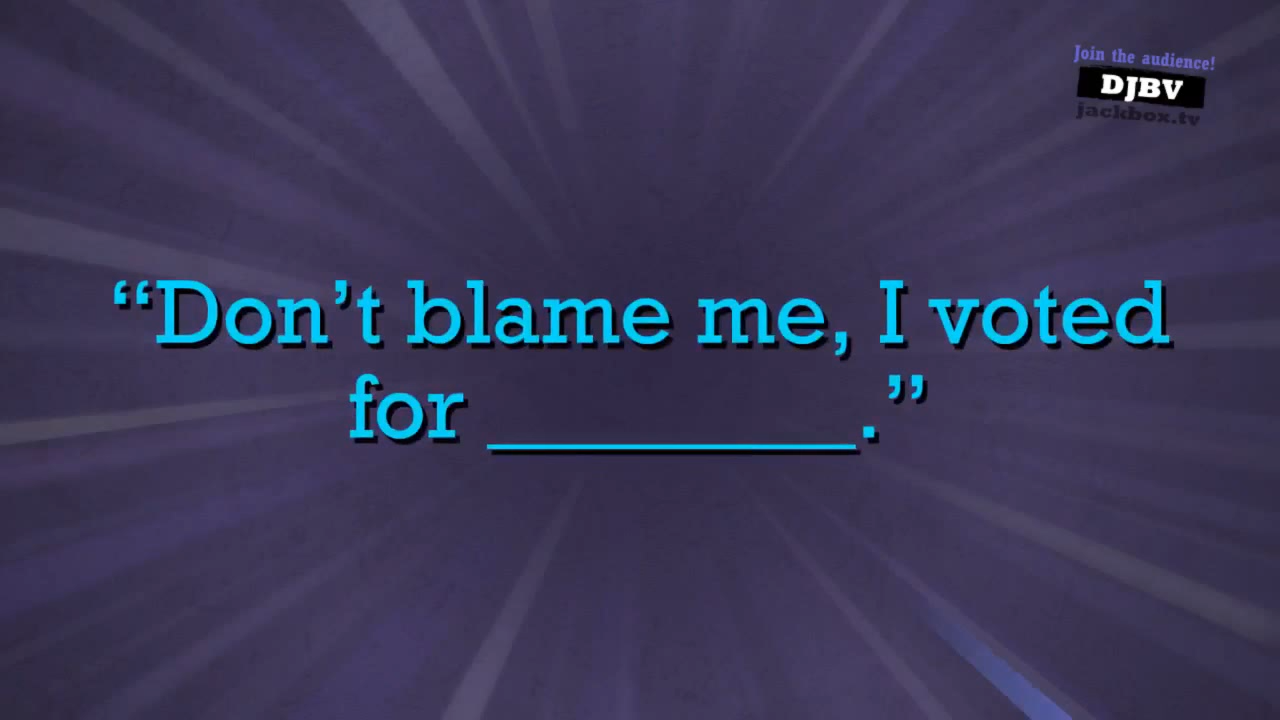 Join the audience!
DJBV
jackbox.tv
“Don’t blame me, I voted
for ________.”